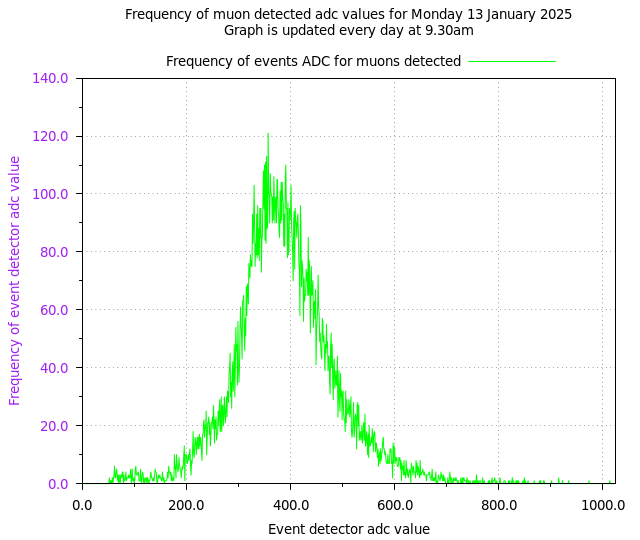 Frequency of muon detected adc values for Monday 13 January 2025
Graph is updated every day at 9.30am
Frequency of events ADC for muons detected
140.0
120.0
100.0
80.0
60.0
40.0
20.0
0.0
Frequency of event detector adc value
0.0 200.0 400.0 600.0 800.0 1000.0
Event detector adc value